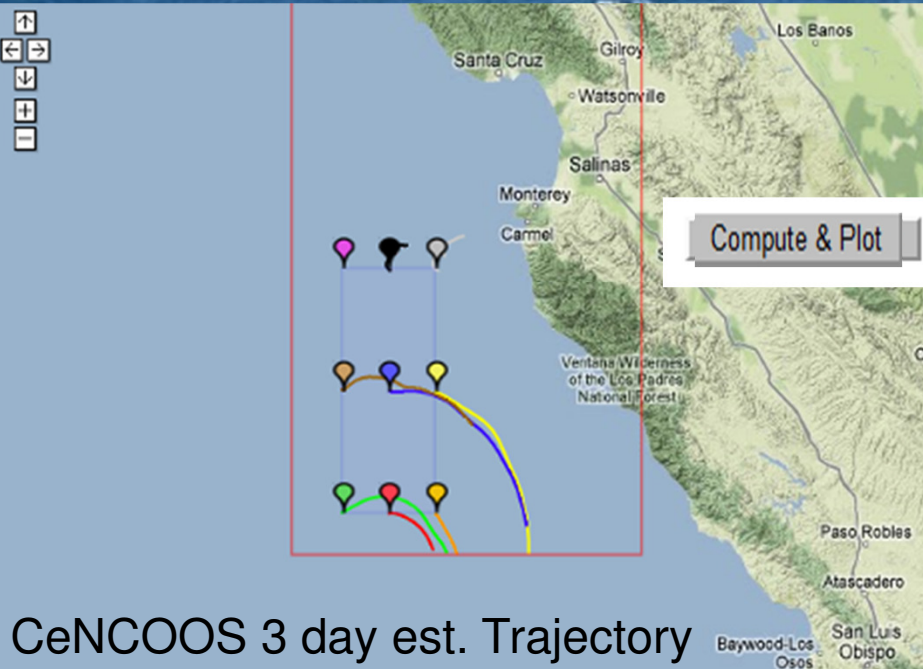 Los Banos
Gilroy
Santa Cruz
Watsonville
Salinas
Monterey
Carmel
Compute & Plot
Ventana Wilderness
of the Los Padres
National Forest
Paso Robles
Atascadero
CeNCOOS 3 day est. Trajectory
Baywood-Los
Osos
San Luis
Obispo